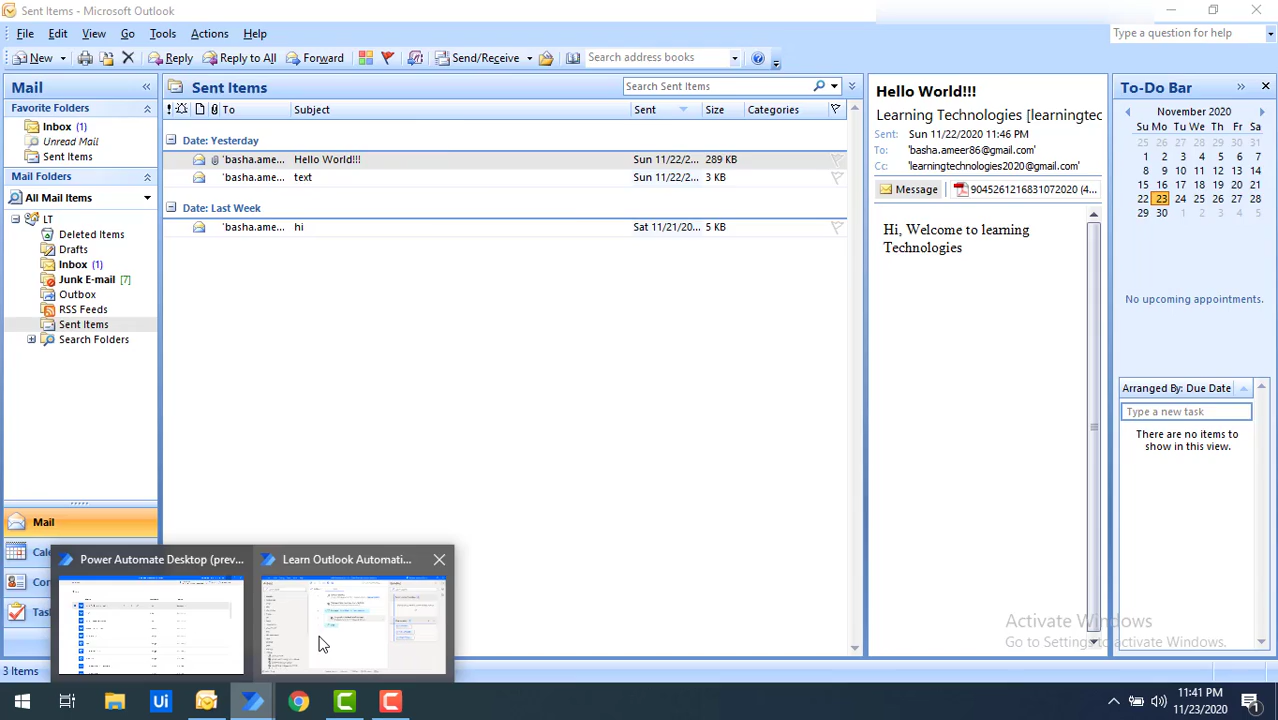 Sent Items - Microsoft Outlook
File Edit View Go Tools Actions Help
Type a question for help
New Reply Reply to All Forward Send/Receive Search address books
Mail
Favorite Folders
Inbox (1)
Unread Mail
Sent Items
Mail Folders
All Mail Items
LT
Deleted Items
Drafts
Inbox (1)
Junk E-mail [7]
Outbox
RSS Feeds
Sent Items
Search Folders
Mail
Cale
Con
Task
3 Items
Sent Items
Search Sent Items
To Subject Sent Size Categories
Date: Yesterday
'basha.ame... Hello World!!! Sun 11/22/2... 289 KB
'basha.ame... text Sun 11/22/2... 3 KB
Date: Last Week
'basha.ame... hi Sat 11/21/20... 5 KB
Hello World!!!
Learning Technologies [learningtec
Sent: Sun 11/22/2020 11:46 PM
To: 'basha.ameer86@gmail.com'
Cc: 'learningtechnologies2020@gmail.com'
Message 9045261216831072020 (4...
Hi, Welcome to learning
Technologies
To-Do Bar
November 2020
Su Mo Tu We Th Fr Sa
25 26 27 28 29 30 31
1 2 3 4 5 6 7
8 9 10 11 12 13 14
15 16 17 18 19 20 21
22 23 24 25 26 27 28
29 30 1 2 3 4 5
No upcoming appointments.
Arranged By: Due Date
Type a new task
There are no items to
show in this view.
Power Automate Desktop (prev...
Learn Outlook Automati...
Activate Windows
Go to Settings to activate Windows.
Ui
11:41 PM
11/23/2020
1